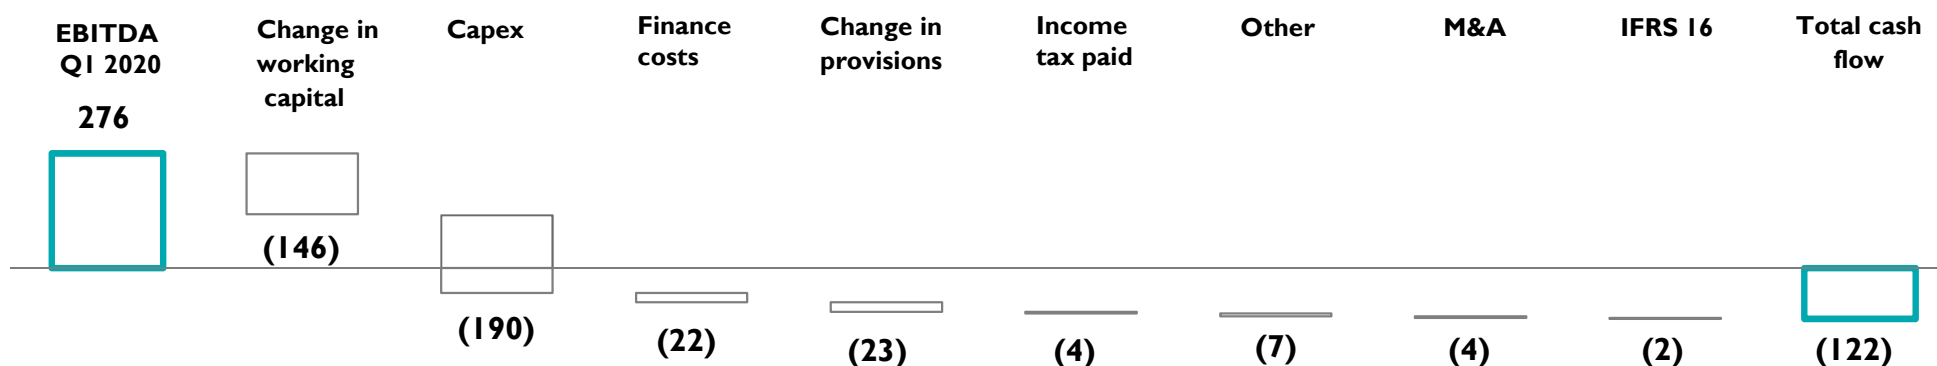 EBITDA
Q1 2020
276
Change in
working
capital
(146)
Capex
(190)
Finance
costs
(22)
Change in
provisions
(23)
Income
tax paid
(4)
Other
(7)
M&A
(4)
IFRS 16
(2)
Total cash
flow
(122)